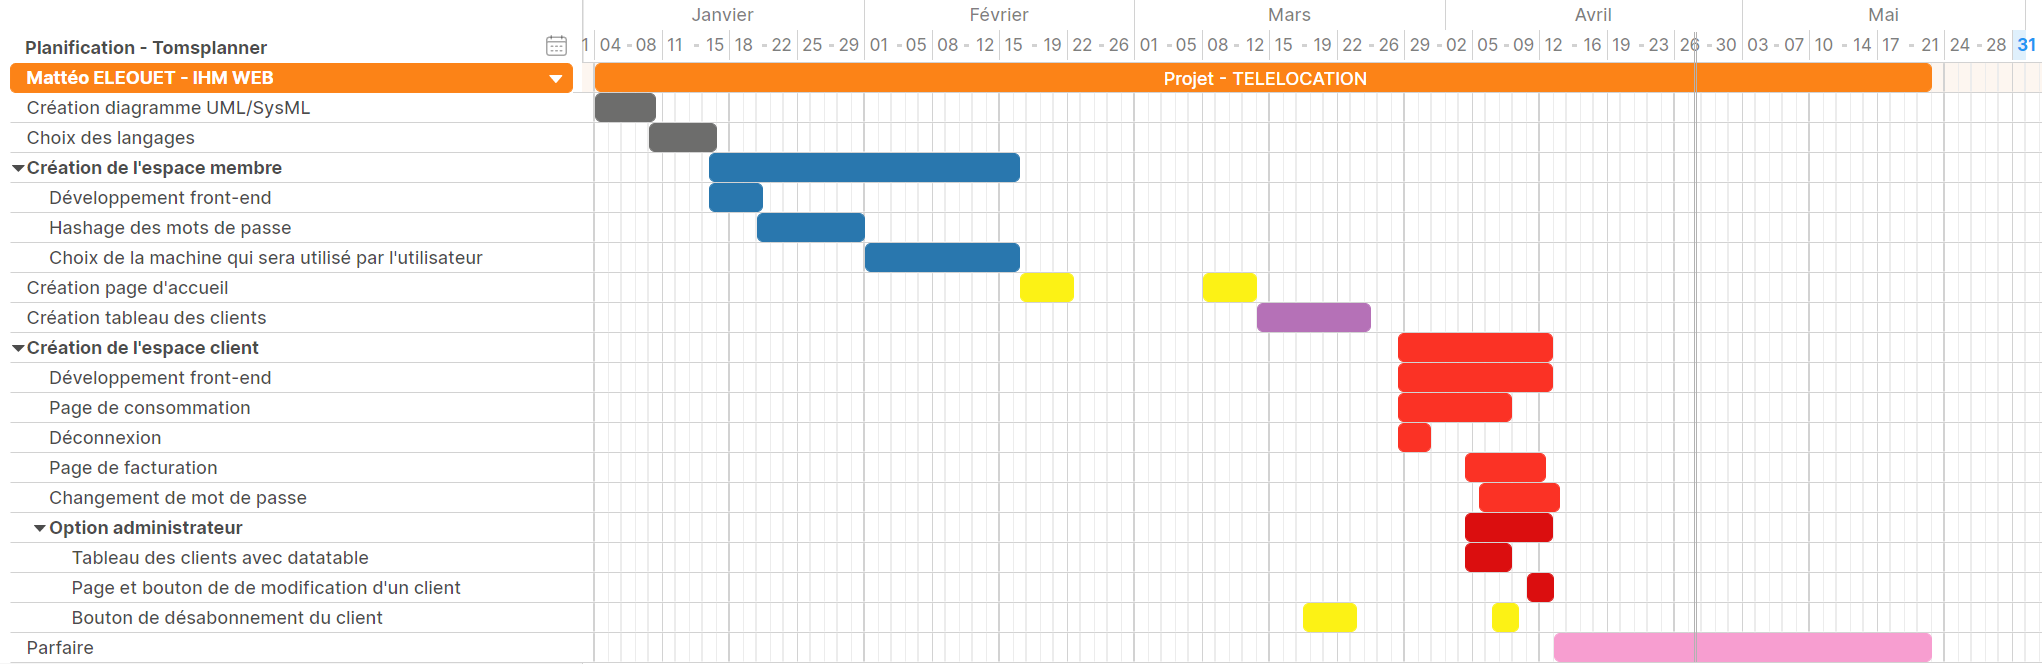 Janvier Février Mars Avril Mai
Planification - Tomsplanner
1 04 - 08 11 - 15 18 - 22 25 - 29 01 - 05 08 - 12 15 - 19 22 - 26 01 - 05 08 - 12 15 - 19 22 - 26 29 - 02 05 - 09 12 - 16 19 - 23 26 - 30 03 - 07 10 - 14 17 - 21 24 - 28 31
Mattéo ELEOUET - IHM WEB
Projet - TELELOCATION
Création diagramme UML/SysML
Choix des langages
Création de l'espace membre
Développement front-end
Hashage des mots de passe
Choix de la machine qui sera utilisé par l'utilisateur
Création page d'accueil
Création tableau des clients
Création de l'espace client
Développement front-end
Page de consommation
Déconnexion
Page de facturation
Changement de mot de passe
Option administrateur
Tableau des clients avec datatable
Page et bouton de de modification d'un client
Bouton de désabonnement du client
Parfaire